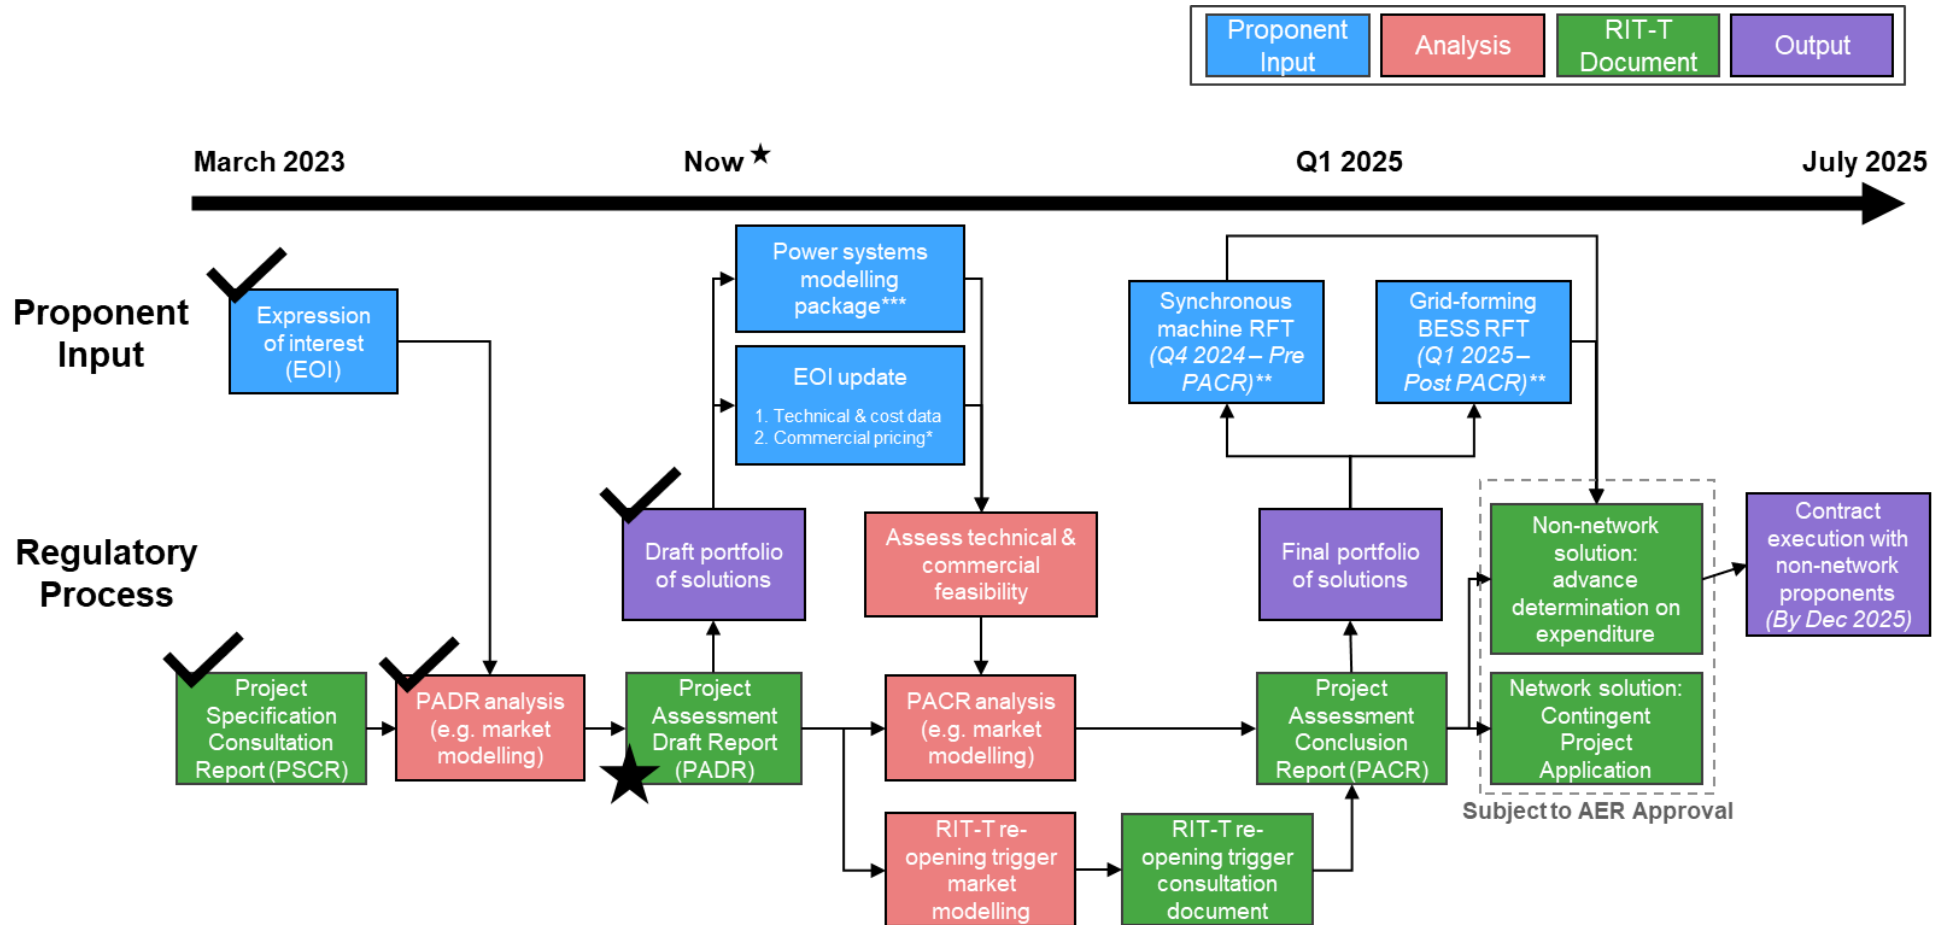 Proponent
Input
Analysis
RIT-T
Document
Output
March 2023
Now ★
Q1 2025
July 2025
Proponent
Input
Expression
of interest
(EOI)
Power systems
modelling
package***
EOI update
1. Technical & cost data
2. Commercial pricing*
Synchronous
machine RFT
(Q4 2024 – Pre
PACR)**
Grid-forming
BESS RFT
(Q1 2025 –
Post PACR)**
Regulatory
Process
Draft portfolio
of solutions
Assess technical &
commercial
feasibility
Final portfolio
of solutions
Non-network
solution:
advance
determination on
expenditure
Contract
execution with
non-network
proponents
(By Dec 2025)
Project
Specification
Consultation
Report (PSCR)
PADR analysis
(e.g. market
modelling)
Project
Assessment
Draft Report
(PADR)
PACR analysis
(e.g. market
modelling)
Project
Assessment
Conclusion
Report (PACR)
Network solution:
Contingent
Project
Application
Subject to AER Approval
RIT-T re-
opening trigger
market
modelling
RIT-T re-
opening trigger
consultation
document